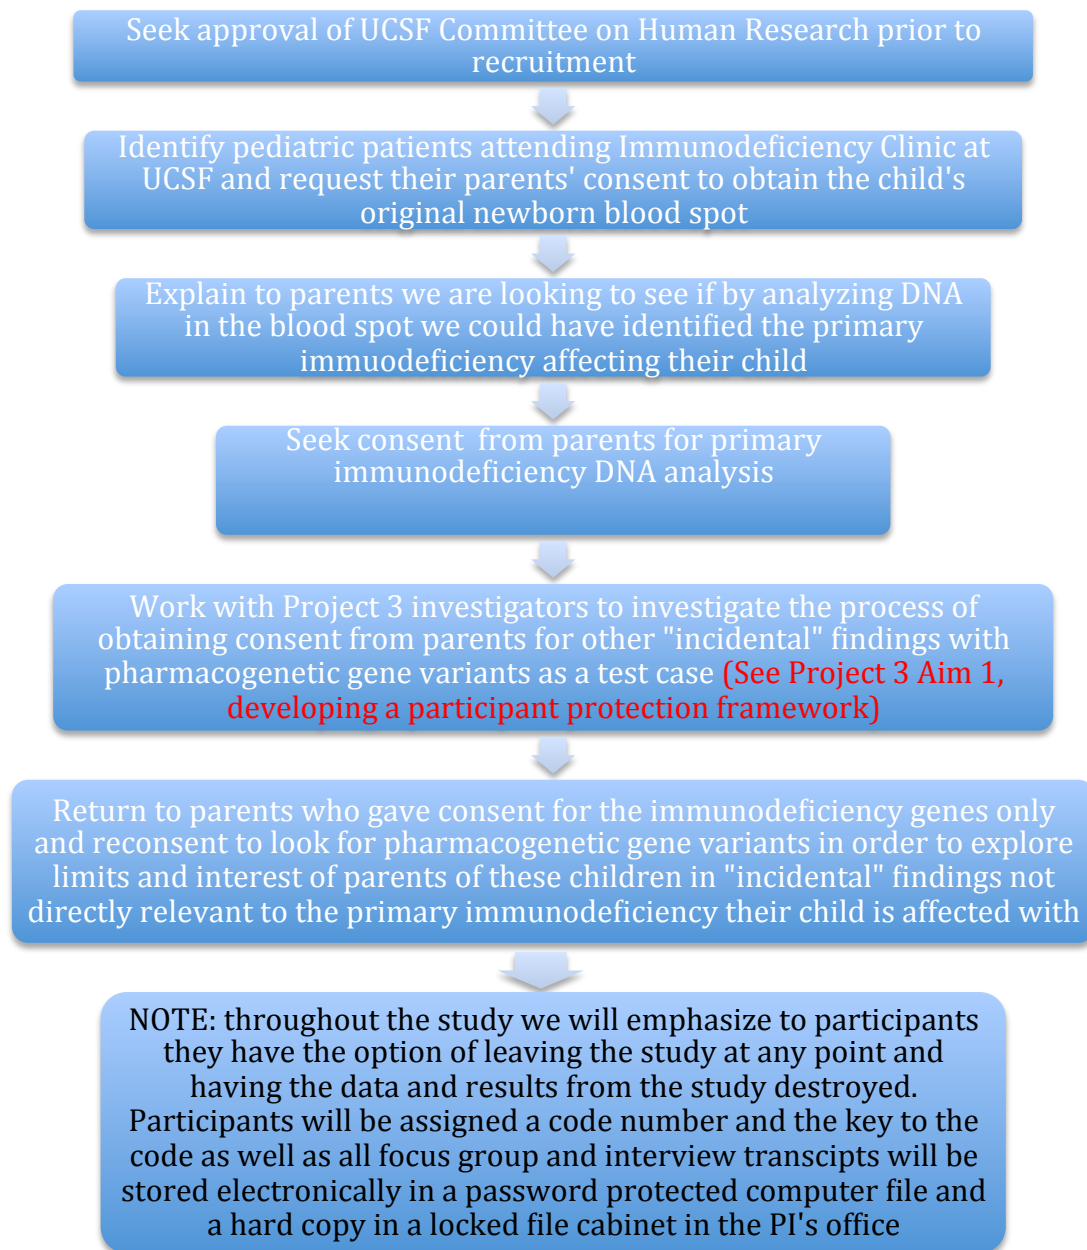 Seek approval of UCSF Committee on Human Research prior to
recruitment
Identify pediatric patients attending Immunodeficiency Clinic at
UCSF and request their parents' consent to obtain the child's
original newborn blood spot
Explain to parents we are looking to see if by analyzing DNA
in the blood spot we could have identified the primary
immuodeficiency affecting their child
Seek consent from parents for primary
immunodeficiency DNA analysis
Work with Project 3 investigators to investigate the process of
obtaining consent from parents for other "incidental" findings with
pharmacogenetic gene variants as a test case (See Project 3 Aim 1,
developing a participant protection framework)
Return to parents who gave consent for the immunodeficiency genes only
and reconsent to look for pharmacogenetic gene variants in order to explore
limits and interest of parents of these children in "incidental" findings not
directly relevant to the primary immunodeficiency their child is affected with
NOTE: throughout the study we will emphasize to participants
they have the option of leaving the study at any point and
having the data and results from the study destroyed.
Participants will be assigned a code number and the key to the
code as well as all focus group and interview transcipts will be
stored electronically in a password protected computer file and
a hard copy in a locked file cabinet in the PI's office